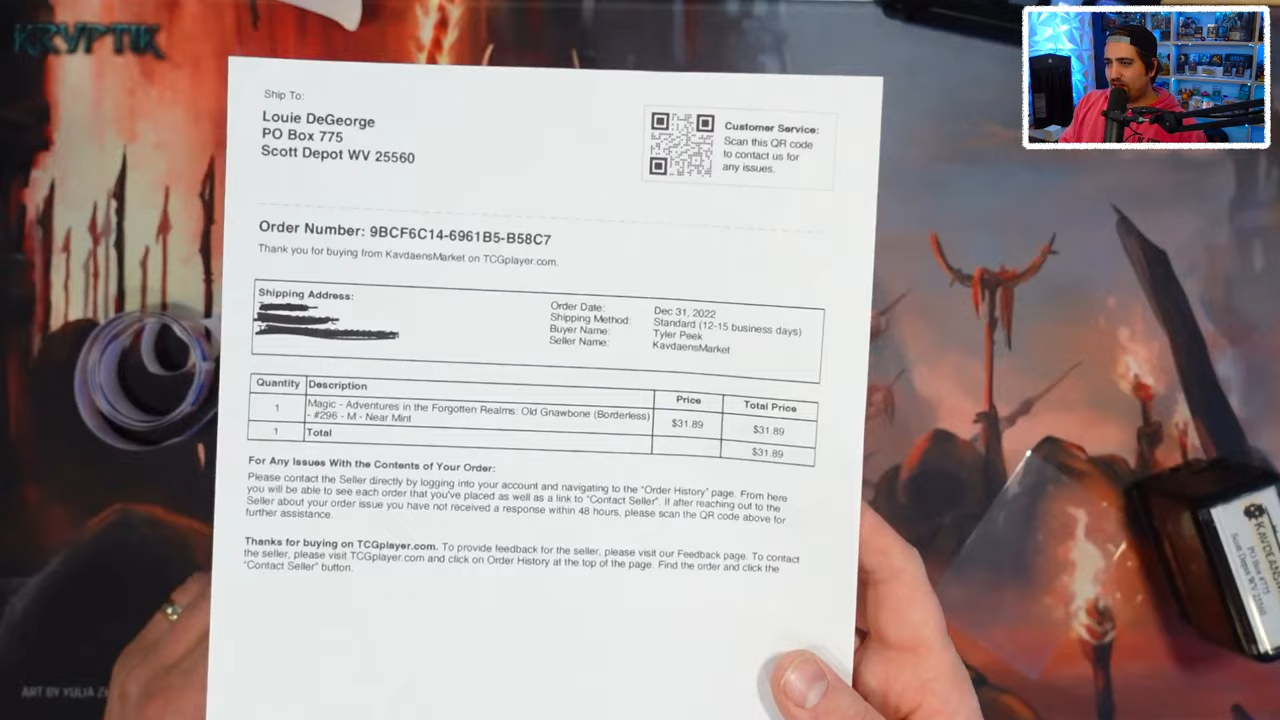 KRYPTIK
Ship To:
Louie DeGeorge
PO Box 775
Scott Depot WV 25560
Customer Service:
Scan this QR code
to contact us for
any issues.
Order Number: 9BCF6C14-6961B5-B58C7
Thank you for buying from KavdaensMarket on TCGplayer.com.
Shipping Address:
Order Date: Dec 31, 2022
Shipping Method: Standard (12-15 business days)
Buyer Name: Tyler Peek
Seller Name: KavdaensMarket
Quantity Description Price Total Price
1 Magic - Adventures in the Forgotten Realms: Old Gnawbone (Borderless)
- #296 - M - Near Mint $31.89 $31.89
1 Total $31.89
For Any Issues With the Contents of Your Order:
Please contact the Seller directly by logging into your account and navigating to the "Order History" page. From here
you will be able to see each order that you've placed as well as a link to "Contact Seller". If after reaching out to the
Seller about your order issue you have not received a response within 48 hours, please scan the QR code above for
further assistance.
Thanks for buying on TCGplayer.com. To provide feedback for the seller, please visit our Feedback page. To contact
the seller, please visit TCGplayer.com and click on Order History at the top of the page. Find the order and click the
"Contact Seller" button.
PO Box #775
Scott Depot WV 25560
ART BY YULIA